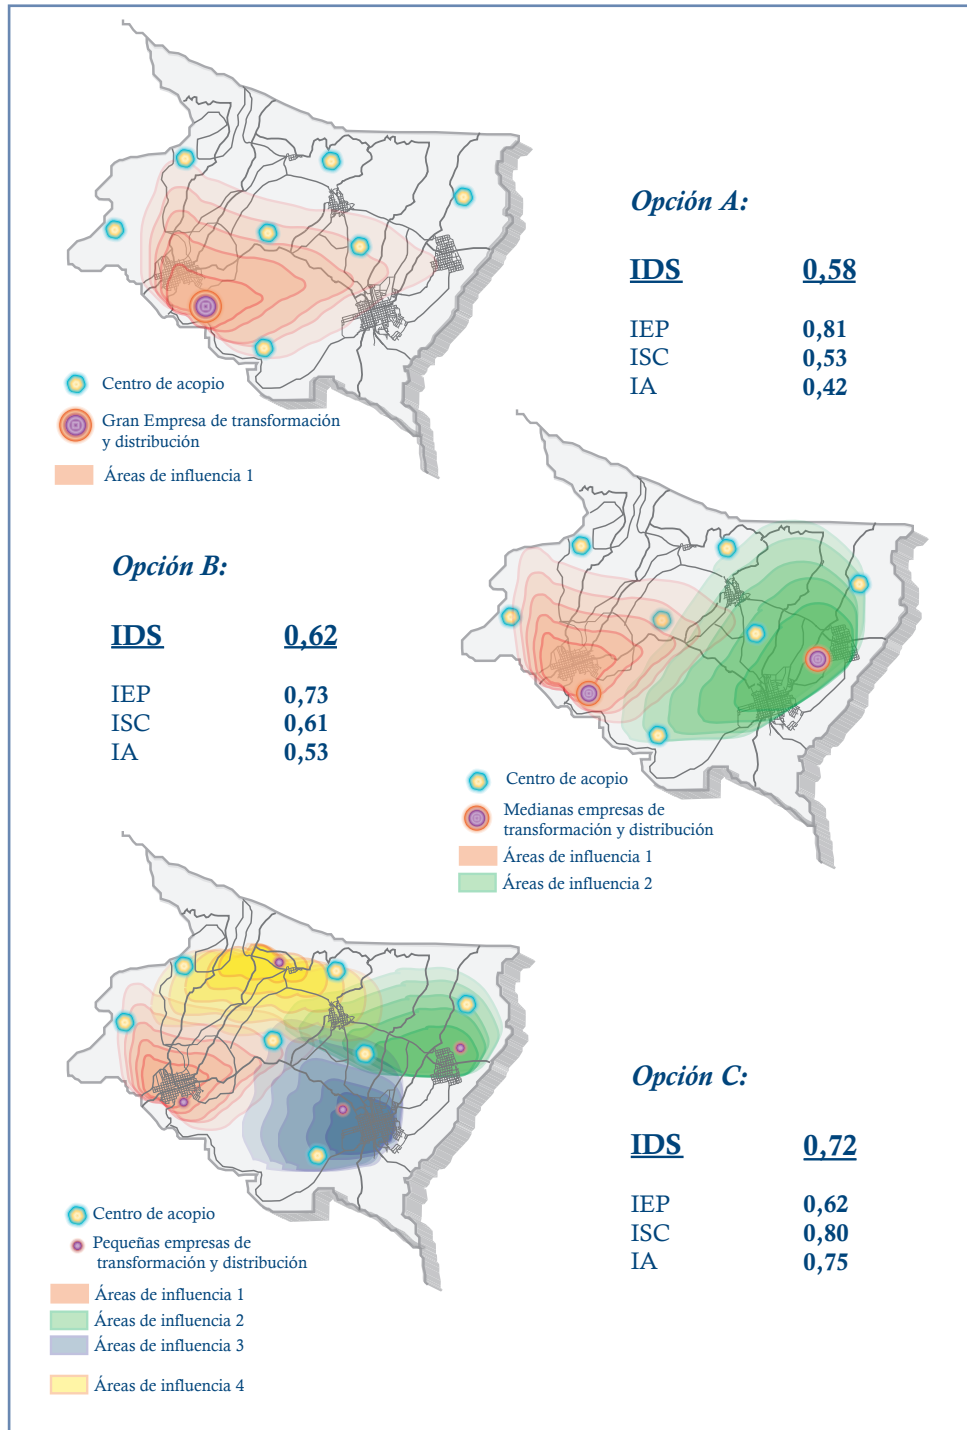 Opción A:
IDS 0,58
IEP 0,81
ISC 0,53
IA 0,42
Centro de acopio
Gran Empresa de transformación
y distribución
Áreas de influencia 1
Opción B:
IDS 0,62
IEP 0,73
ISC 0,61
IA 0,53
Centro de acopio
Medianas empresas de
transformación y distribución
Áreas de influencia 1
Áreas de influencia 2
Opción C:
IDS 0,72
IEP 0,62
ISC 0,80
IA 0,75
Centro de acopio
Pequeñas empresas de
transformación y distribución
Áreas de influencia 1
Áreas de influencia 2
Áreas de influencia 3
Áreas de influencia 4